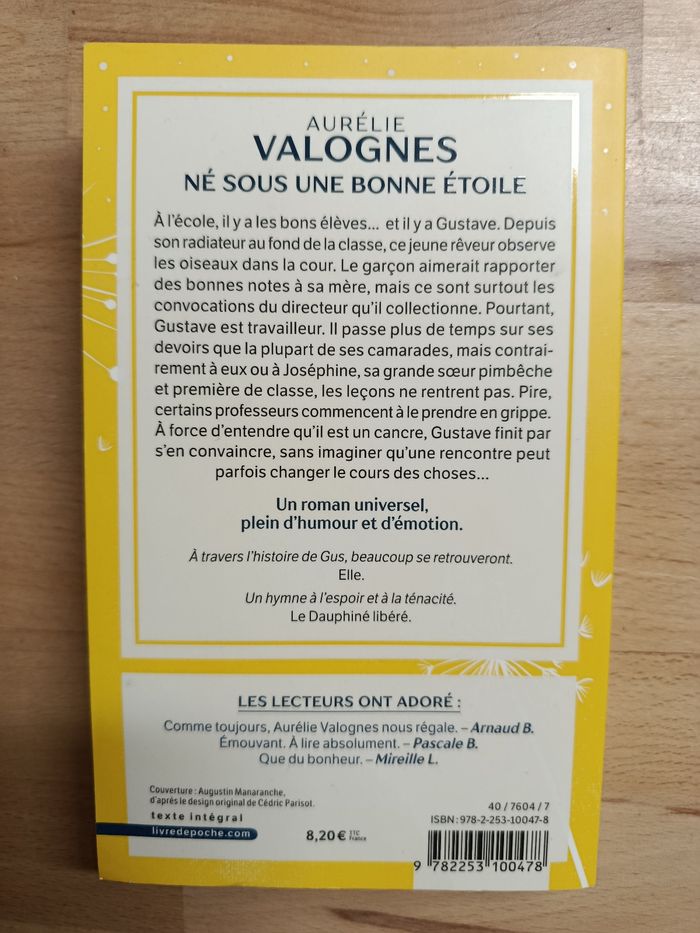 AURÉLIE
VALOGNES
NÉ SOUS UNE BONNE ÉTOILE
À l'école, il y a les bons élèves... et il y a Gustave. Depuis
son radiateur au fond de la classe, ce jeune rêveur observe
les oiseaux dans la cour. Le garçon aimerait rapporter
des bonnes notes à sa mère, mais ce sont surtout les
convocations du directeur qu'il collectionne. Pourtant,
Gustave est travailleur. Il passe plus de temps sur ses
devoirs que la plupart de ses camarades, mais contrai-
rement à eux ou à Joséphine, sa grande sœur pimbêche
et première de classe, les leçons ne rentrent pas. Pire,
certains professeurs commencent à le prendre en grippe.
À force d'entendre qu'il est un cancre, Gustave finit par
s'en convaincre, sans imaginer qu'une rencontre peut
parfois changer le cours des choses...
Un roman universel,
plein d'humour et d'émotion.
À travers l'histoire de Gus, beaucoup se retrouveront.
Elle.
Un hymne à l'espoir et à la ténacité.
Le Dauphiné libéré.
LES LECTEURS ONT ADORÉ :
Comme toujours, Aurélie Valognes nous régale. – Arnaud B.
Émouvant. À lire absolument. – Pascale B.
Que du bonheur. – Mireille L.
Couverture : Augustin Manaranche,
d'après le design original de Cédric Parisot.
texte intégral
livredepoche.com
8,20 € TTC France
40 / 7604 / 7
ISBN : 978-2-253-10047-8
9 782253 100478